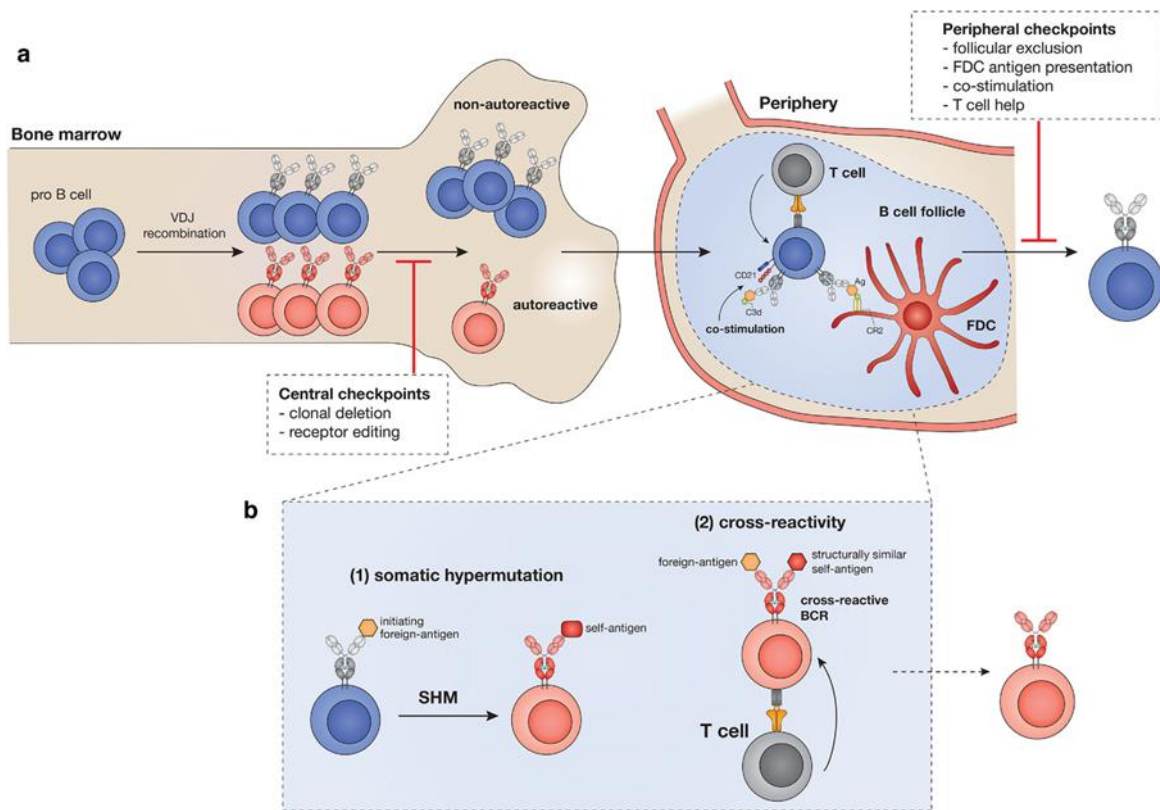 a
Bone marrow
pro B cell
VDJ
recombination
non-autoreactive
autoreactive
Central checkpoints
- clonal deletion
- receptor editing
Periphery
T cell
B cell follicle
CD21
C3d
co-stimulation
Ag
CR2
FDC
Peripheral checkpoints
- follicular exclusion
- FDC antigen presentation
- co-stimulation
- T cell help
b
(1) somatic hypermutation
initiating
foreign-antigen
SHM
self-antigen
(2) cross-reactivity
foreign-antigen
structurally similar
self-antigen
cross-reactive
BCR
T cell